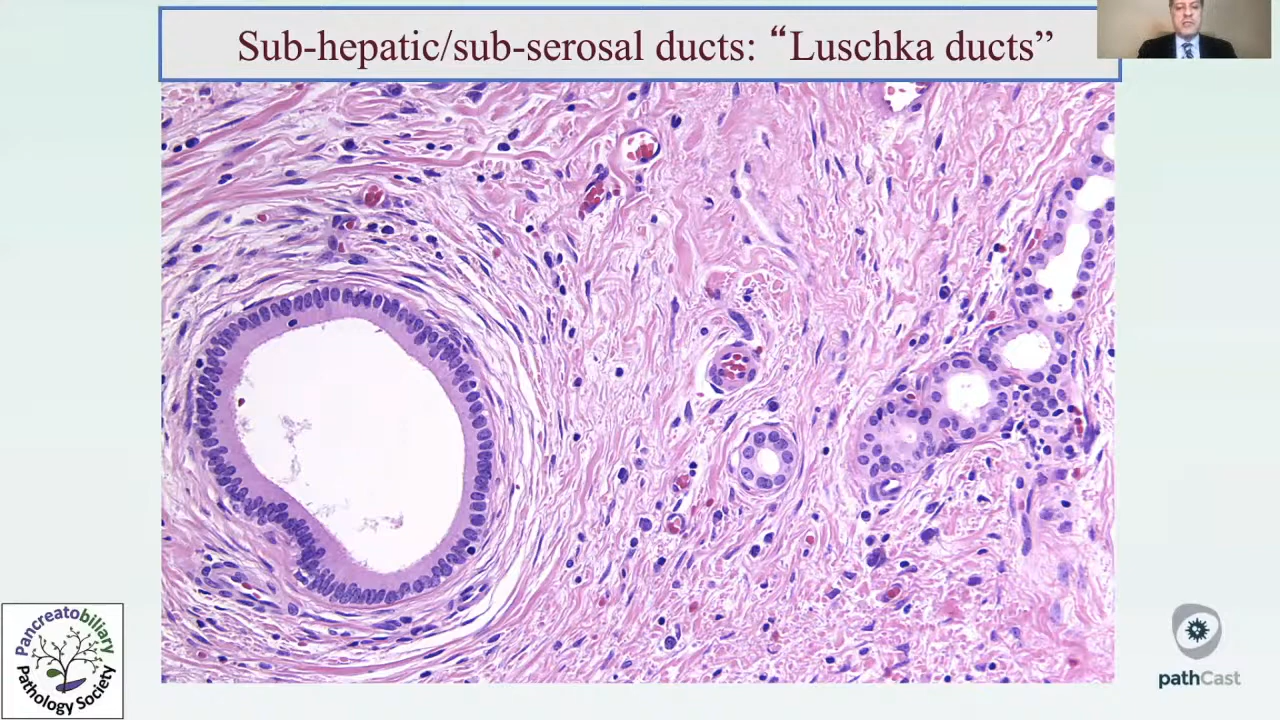 Sub-hepatic/sub-serosal ducts: “Luschka ducts”
Pancreatobiliary
Pathology Society
pathCast